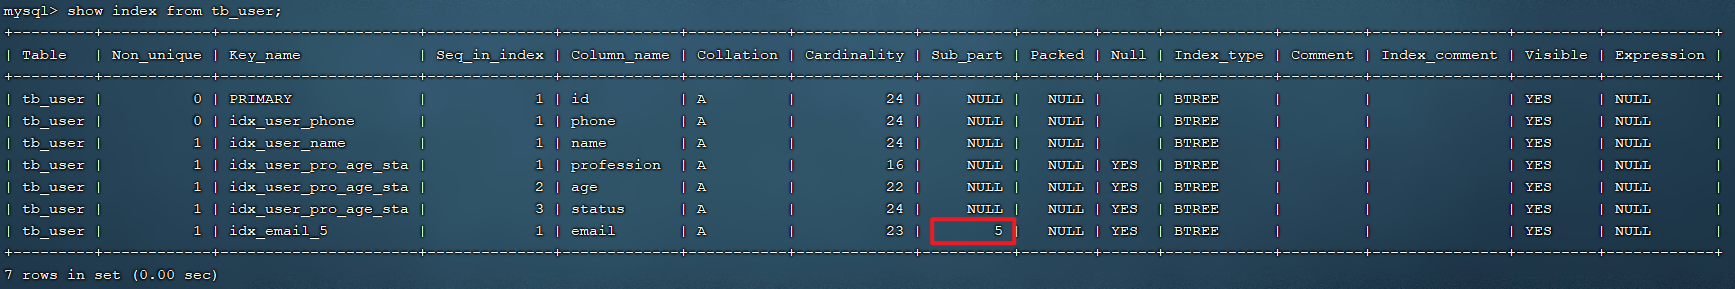 mysql> show index from tb_user;
+---------+------------+----------------------+--------------+-------------+-----------+-------------+----------+--------+------+------------+---------+---------------+---------+------------+
| Table   | Non_unique | Key_name             | Seq_in_index | Column_name | Collation | Cardinality | Sub_part | Packed | Null | Index_type | Comment | Index_comment | Visible | Expression |
+---------+------------+----------------------+--------------+-------------+-----------+-------------+----------+--------+------+------------+---------+---------------+---------+------------+
| tb_user |          0 | PRIMARY              |            1 | id          | A         |          24 |     NULL |   NULL |      | BTREE      |         |               | YES     | NULL       |
| tb_user |          0 | idx_user_phone       |            1 | phone       | A         |          24 |     NULL |   NULL |      | BTREE      |         |               | YES     | NULL       |
| tb_user |          1 | idx_user_name        |            1 | name        | A         |          24 |     NULL |   NULL |      | BTREE      |         |               | YES     | NULL       |
| tb_user |          1 | idx_user_pro_age_sta |            1 | profession  | A         |          16 |     NULL |   NULL | YES  | BTREE      |         |               | YES     | NULL       |
| tb_user |          1 | idx_user_pro_age_sta |            2 | age         | A         |          22 |     NULL |   NULL | YES  | BTREE      |         |               | YES     | NULL       |
| tb_user |          1 | idx_user_pro_age_sta |            3 | status      | A         |          24 |     NULL |   NULL | YES  | BTREE      |         |               | YES     | NULL       |
| tb_user |          1 | idx_email_5          |            1 | email       | A         |          23 |        5 |   NULL | YES  | BTREE      |         |               | YES     | NULL       |
+---------+------------+----------------------+--------------+-------------+-----------+-------------+----------+--------+------+------------+---------+---------------+---------+------------+
7 rows in set (0.00 sec)